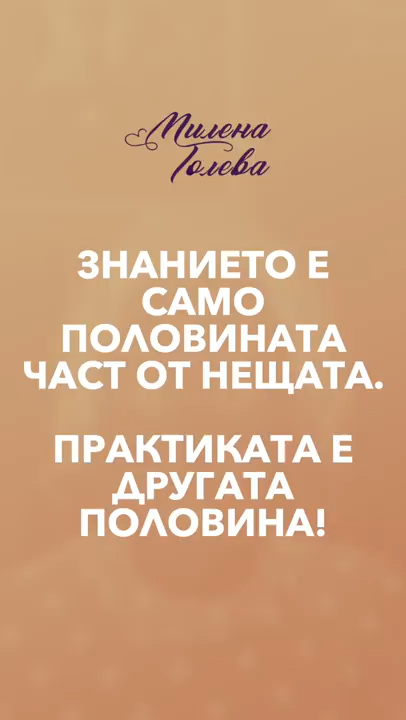 Милена
Голева
ЗНАНИЕТО Е
САМО
ПОЛОВИНАТА
ЧАСТ ОТ НЕЩАТА.
ПРАКТИКАТА Е
ДРУГАТА
ПОЛОВИНА!